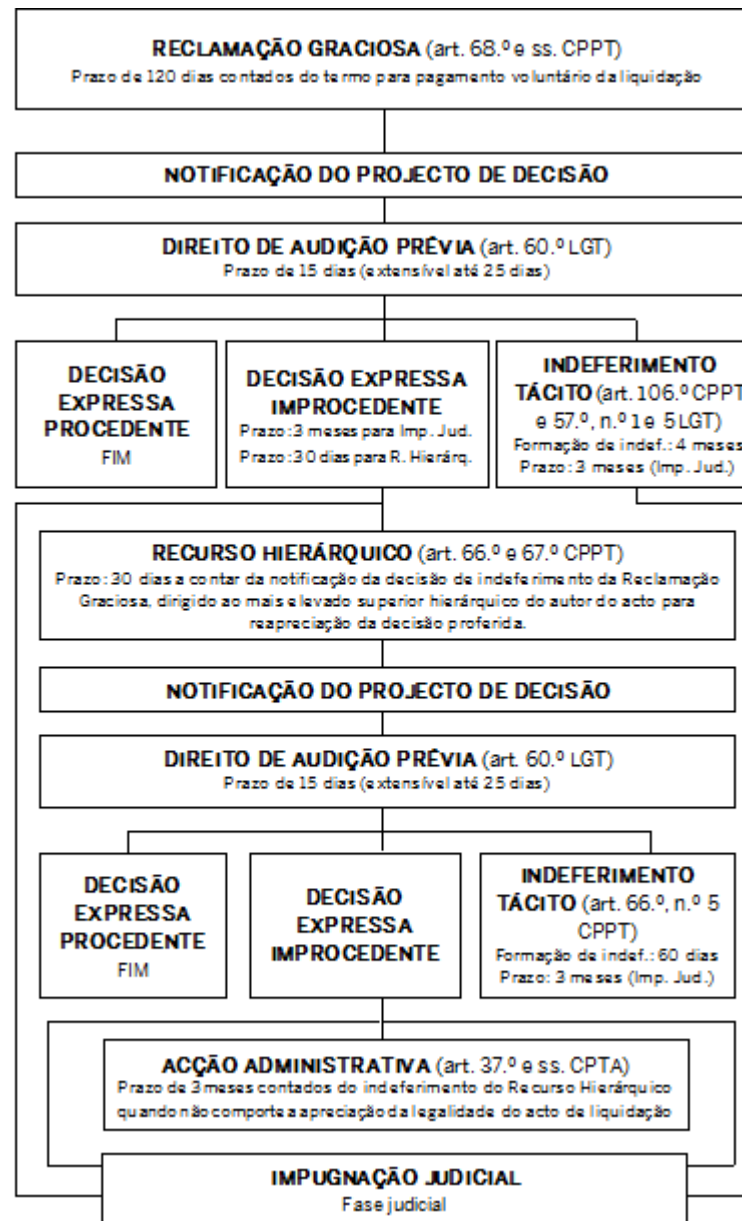 RECLAMAÇÃO GRACIOSA (art. 68.º e ss. CPPT)
Prazo de 120 dias contados do termo para pagamento voluntário da liquidação
NOTIFICAÇÃO DO PROJECTO DE DECISÃO
DIREITO DE AUDIÇÃO PRÉVIA (art. 60.º LGT)
Prazo de 15 dias (extensível até 25 dias)
DECISÃO
EXPRESSA
PROCEDENTE
FIM
DECISÃO EXPRESSA
IMPROCEDENTE
Prazo: 3 meses para Imp. Jud.
Prazo: 30 dias para R. Hierárq.
INDEFERIMENTO
TÁCITO (art. 106.º CPPT
e 57.º, n.º 1 e 5 LGT)
Formação de indef.: 4 meses
Prazo: 3 meses (Imp. Jud.)
RECURSO HIERÁRQUICO (art. 66.º e 67.º CPPT)
Prazo: 30 dias a contar da notificação da decisão de indeferimento da Reclamação
Graciosa, dirigido ao mais elevado superior hierárquico do autor do acto para
reapreciação da decisão proferida.
NOTIFICAÇÃO DO PROJECTO DE DECISÃO
DIREITO DE AUDIÇÃO PRÉVIA (art. 60.º LGT)
Prazo de 15 dias (extensível até 25 dias)
DECISÃO
EXPRESSA
PROCEDENTE
FIM
DECISÃO
EXPRESSA
IMPROCEDENTE
INDEFERIMENTO
TÁCITO (art. 66.º, n.º 5
CPPT)
Formação de indef.: 60 dias
Prazo: 3 meses (Imp. Jud.)
ACÇÃO ADMINISTRATIVA (art. 37.º e ss. CPTA)
Prazo de 3 meses contados do indeferimento do Recurso Hierárquico
quando não comporte a apreciação da legalidade do acto de liquidação
IMPUGNAÇÃO JUDICIAL
Fase judicial